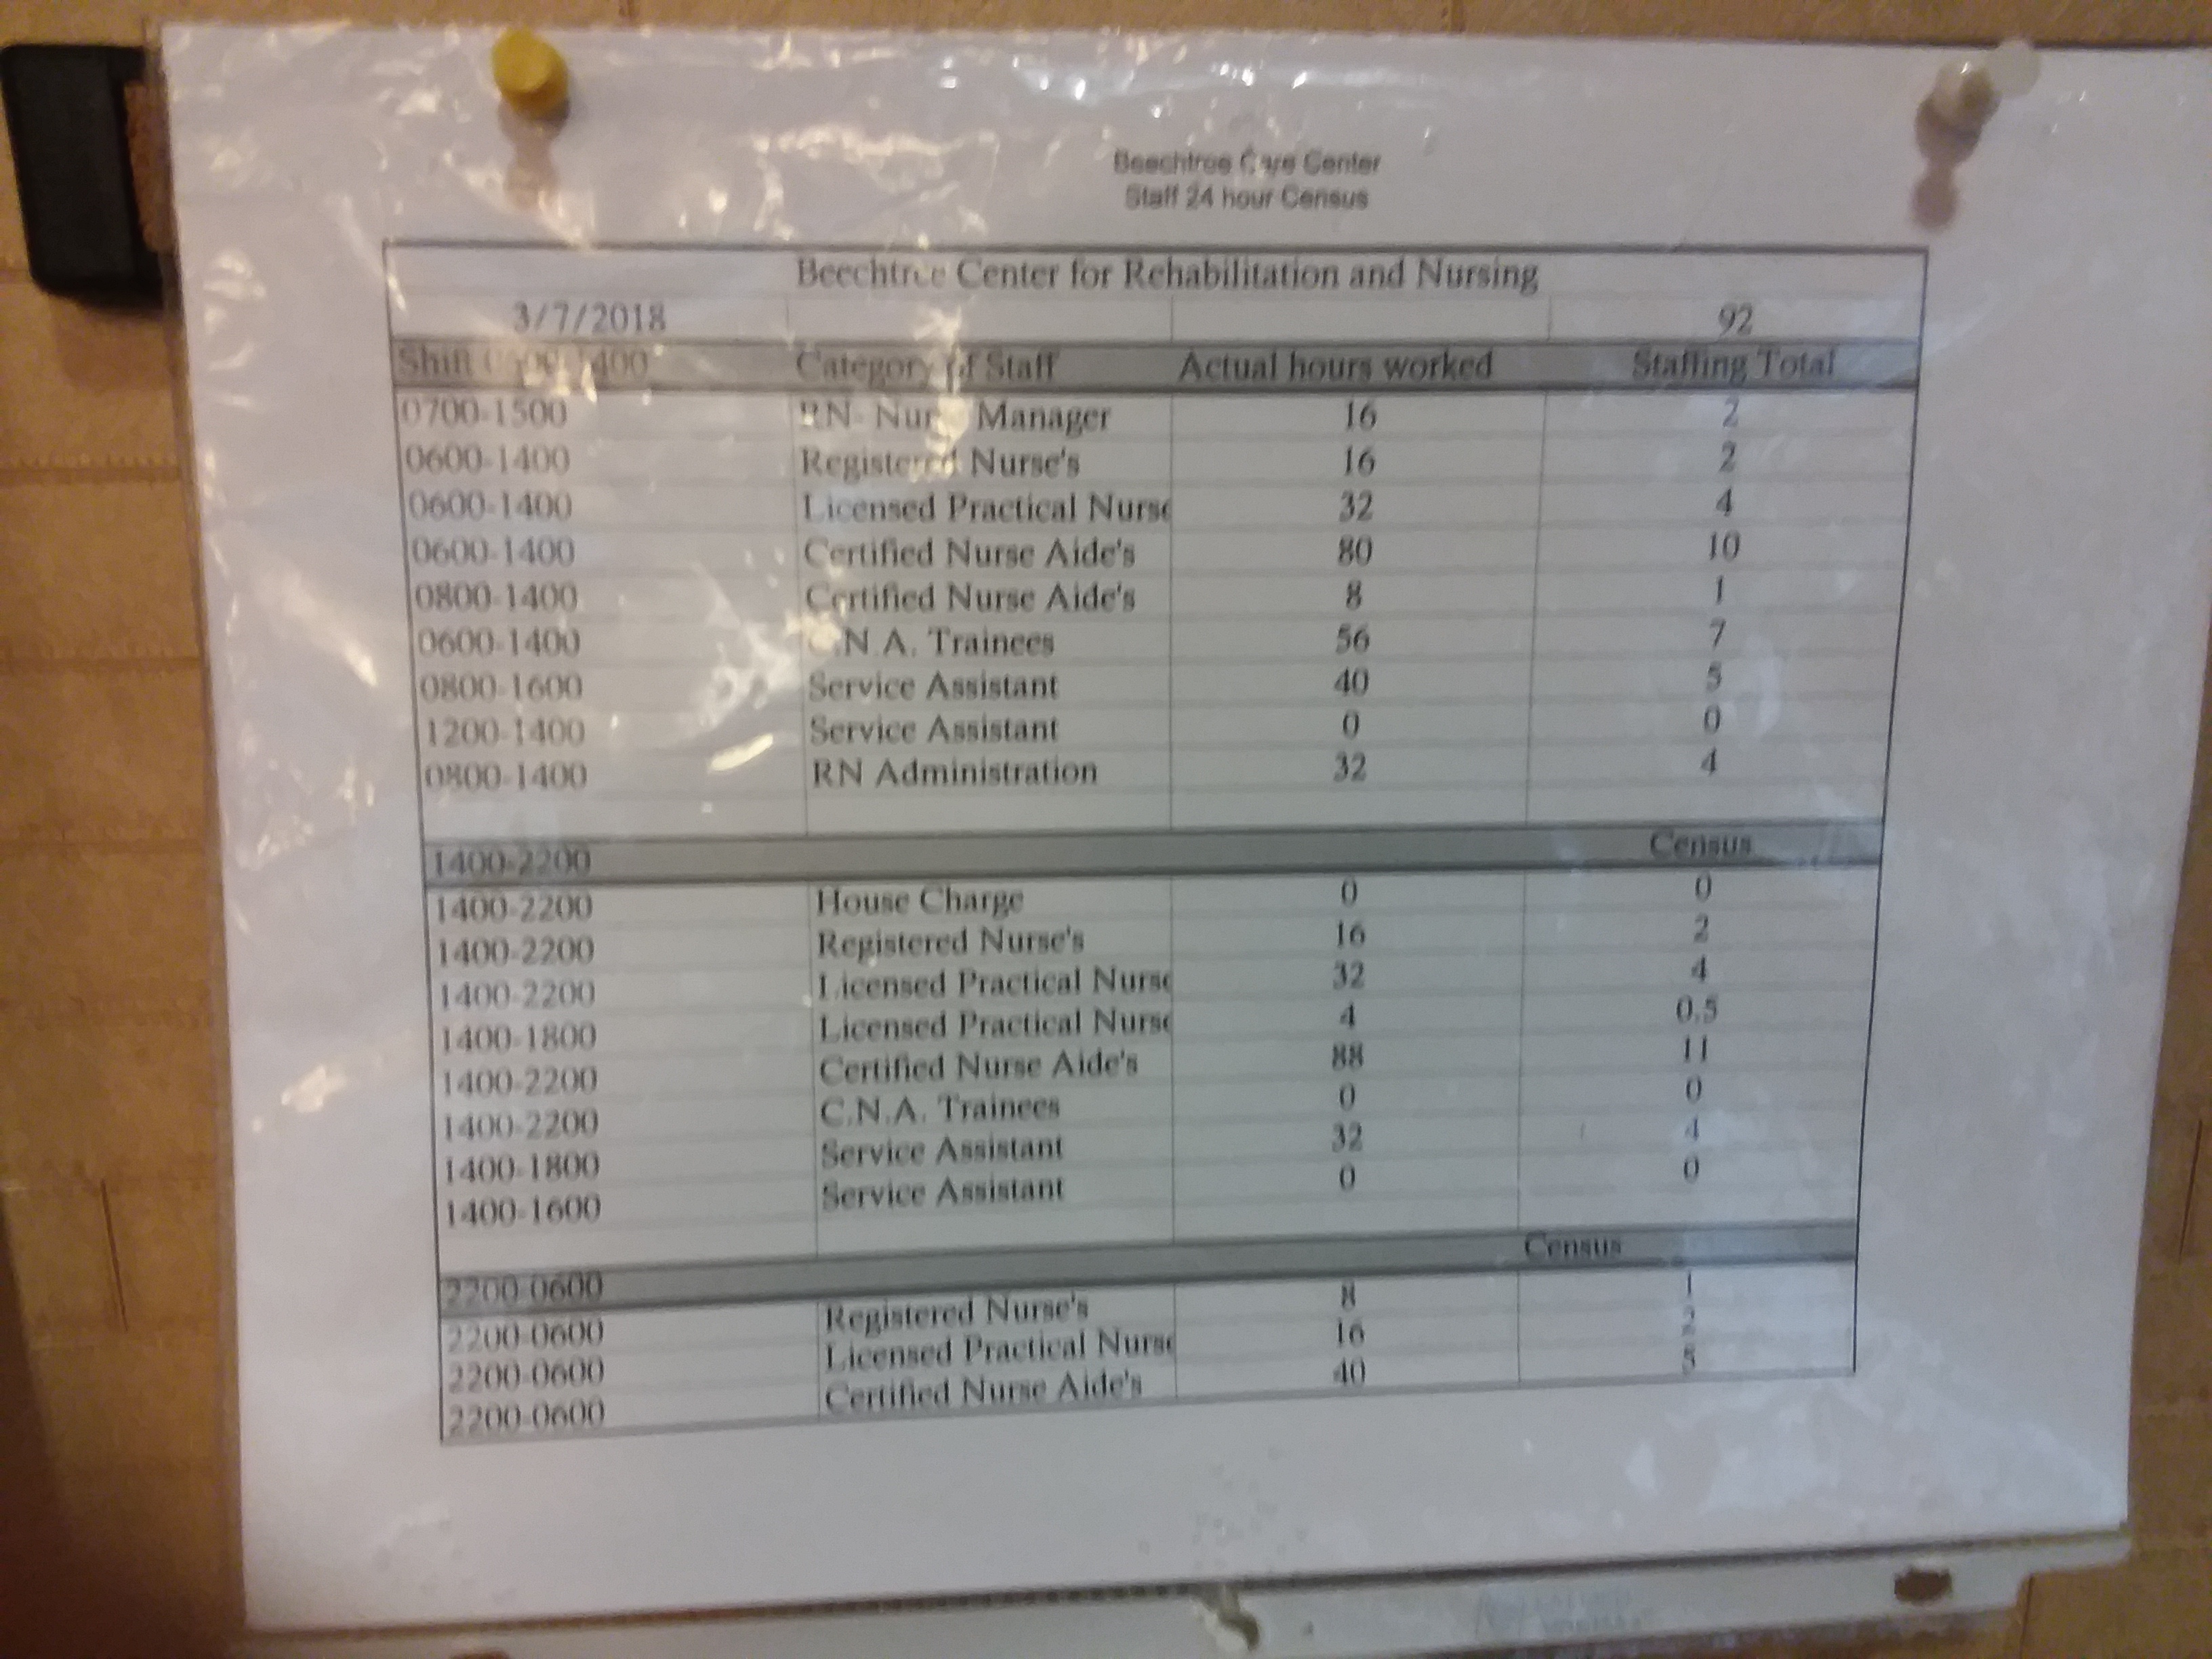 Beechtree Care Center
Staff 24 hour Census
Beechtree Center for Rehabilitation and Nursing
3/7/2018 92
Shift 0600-1400 Category of Staff Actual hours worked Staffing Total
0700-1500 RN- Nurse Manager 16 2
0600-1400 Registered Nurse's 16 2
0600-1400 Licensed Practical Nurse 32 4
0600-1400 Certified Nurse Aide's 80 10
0800-1400 Certified Nurse Aide's 8 1
0600-1400 C.N.A. Trainees 56 7
0800-1600 Service Assistant 40 5
1200-1400 Service Assistant 0 0
0800-1400 RN Administration 32 4
1400-2200 Census
1400-2200 House Charge 0 0
1400-2200 Registered Nurse's 16 2
1400-2200 Licensed Practical Nurse 32 4
1400-1800 Licensed Practical Nurse 4 0.5
1400-2200 Certified Nurse Aide's 88 11
1400-2200 C.N.A. Trainees 0 0
1400-1800 Service Assistant 32 4
1400-1600 Service Assistant 0 0
2200-0600 Census
2200-0600 Registered Nurse's 8 1
2200-0600 Licensed Practical Nurse 16 2
2200-0600 Certified Nurse Aide's 40 5